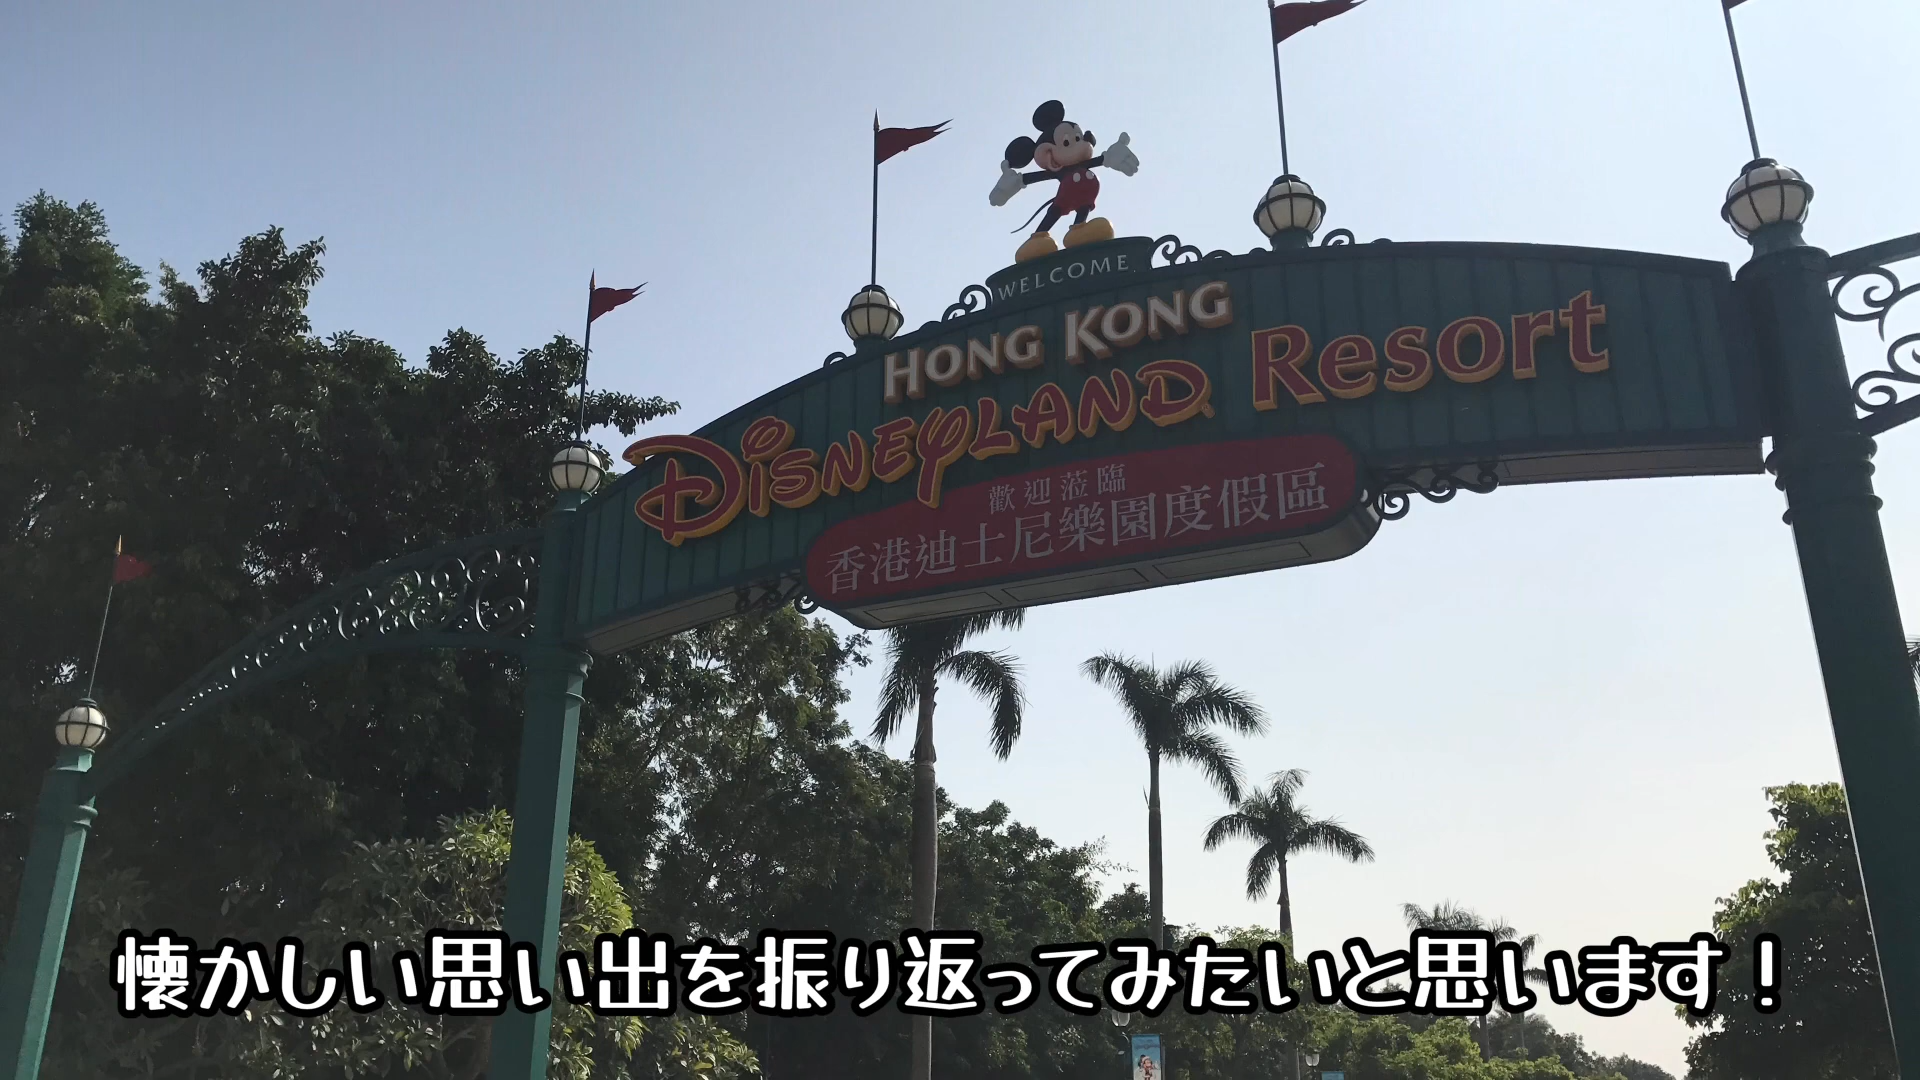 WELCOME
HONG KONG
DISNEYLAND Resort
歡迎蒞臨
香港迪士尼樂園度假區
懐かしい思い出を振り返ってみたいと思います！